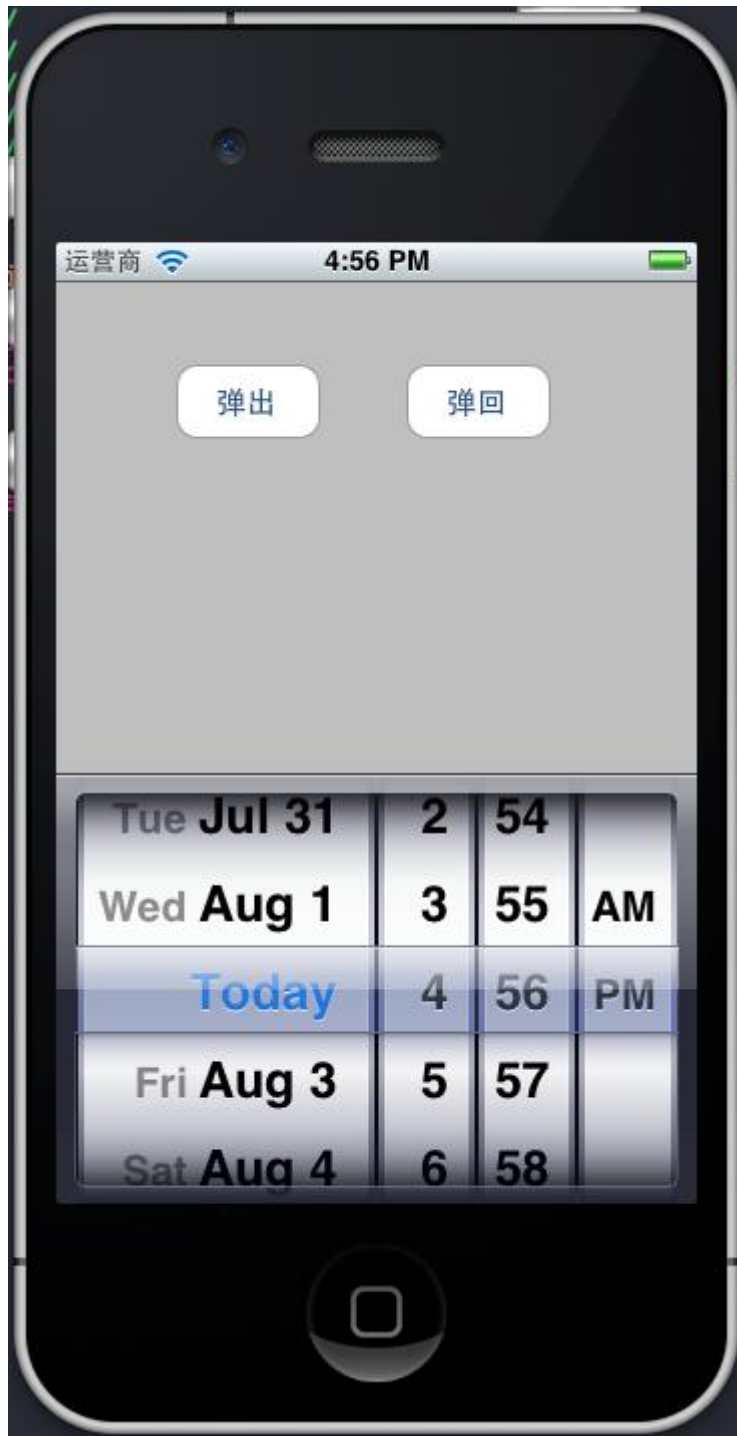 运营商 4:56 PM
弹出 弹回
Tue Jul 31 2 54
Wed Aug 1 3 55 AM
Today 4 56 PM
Fri Aug 3 5 57
Sat Aug 4 6 58